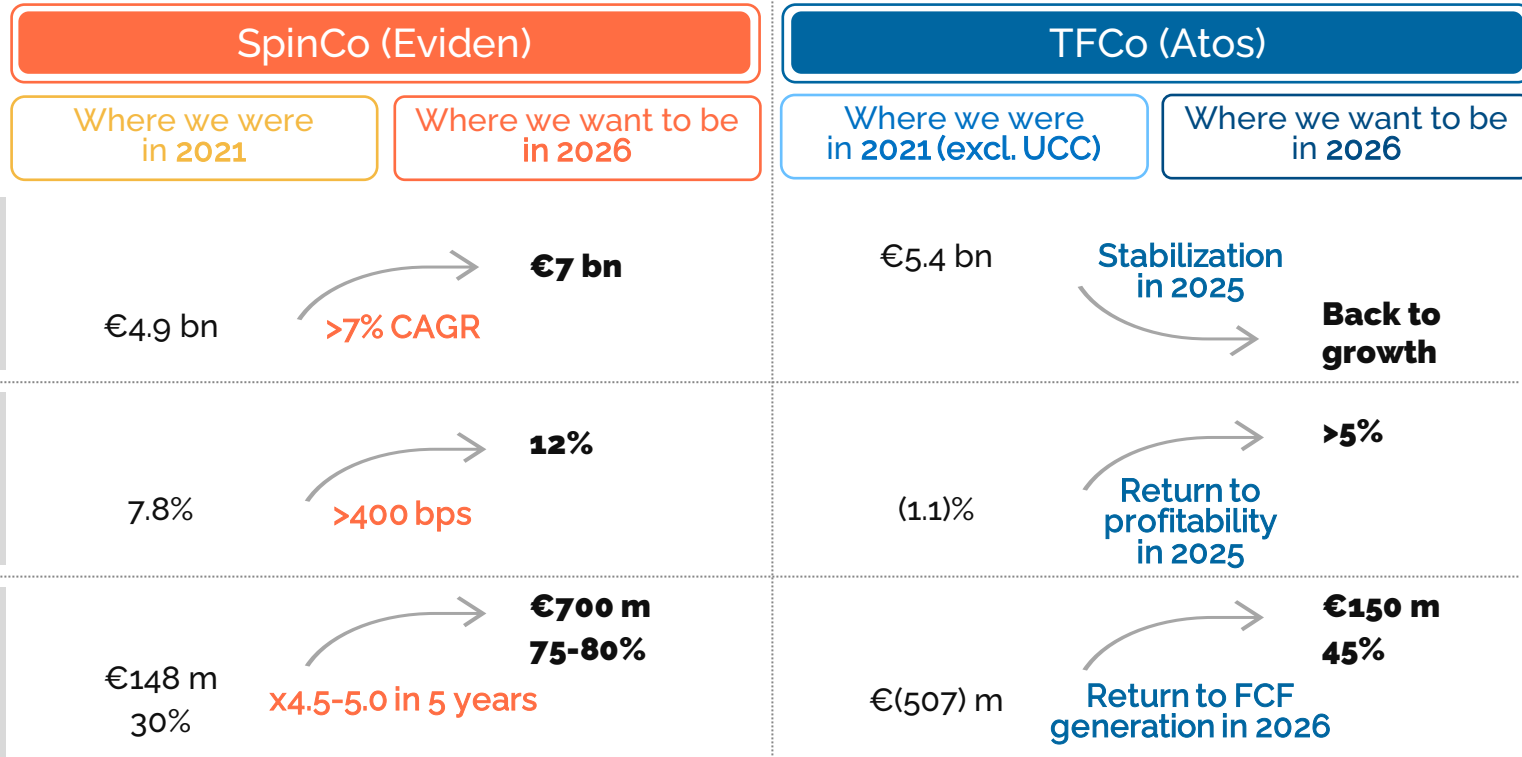 SpinCo (Eviden)
TFCo (Atos)
Where we were
in 2021
Where we want to be
in 2026
Where we were
in 2021 (excl. UCC)
Where we want to be
in 2026
€4.9 bn
>7% CAGR
€7 bn
€5.4 bn
Stabilization
in 2025
Back to
growth
7.8%
>400 bps
12%
(1.1)%
Return to
profitability
in 2025
>5%
€148 m
30%
x4.5-5.0 in 5 years
€700 m
75-80%
€(507) m
Return to FCF
generation in 2026
€150 m
45%